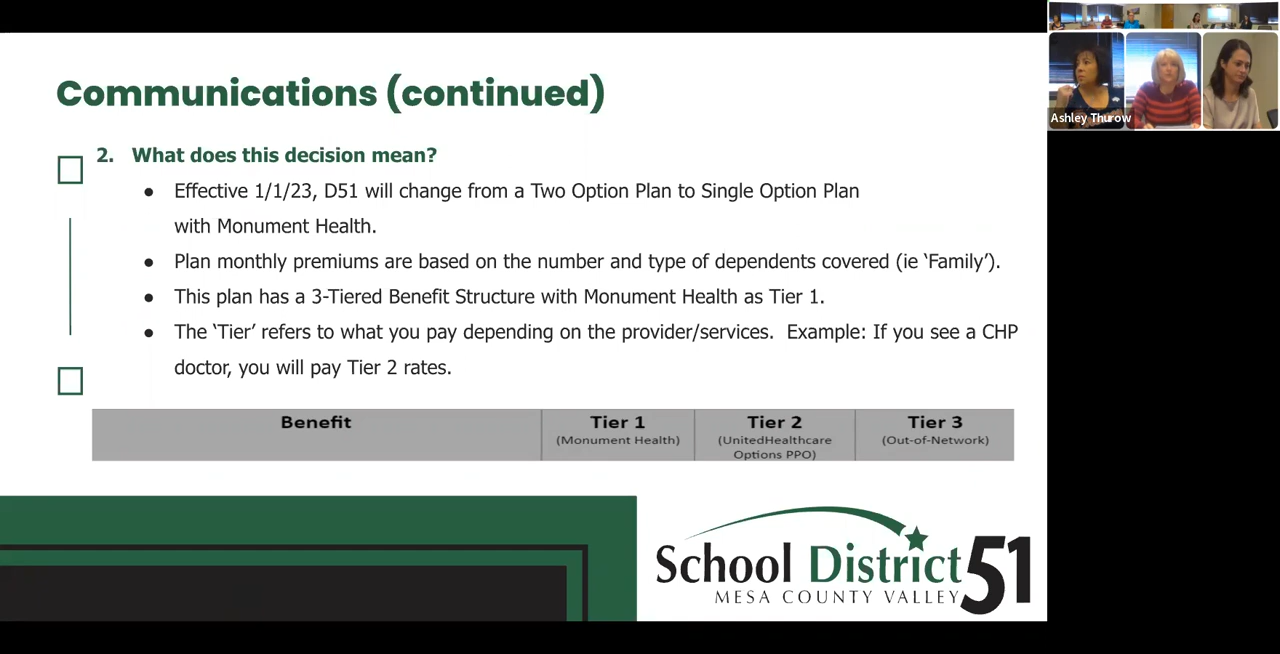 Communications (continued)
2. What does this decision mean?
● Effective 1/1/23, D51 will change from a Two Option Plan to Single Option Plan
with Monument Health.
● Plan monthly premiums are based on the number and type of dependents covered (ie ‘Family’).
● This plan has a 3-Tiered Benefit Structure with Monument Health as Tier 1.
● The ‘Tier’ refers to what you pay depending on the provider/services. Example: If you see a CHP
doctor, you will pay Tier 2 rates.
Benefit Tier 1 Tier 2 Tier 3
(Monument Health) (UnitedHealthcare (Out-of-Network)
Options PPO)
School District 51
MESA COUNTY VALLEY
Ashley Thurow